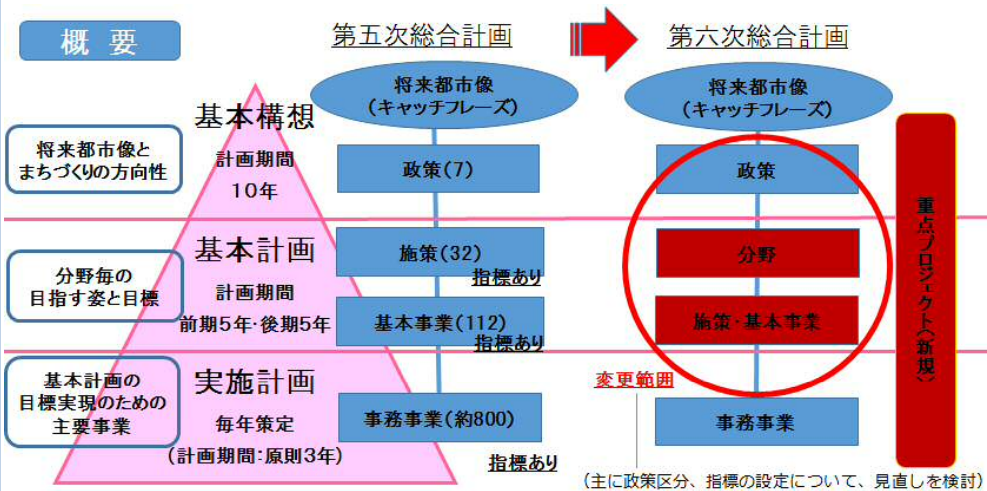 概 要
第五次総合計画
第六次総合計画
将来都市像
(キャッチフレーズ)
将来都市像
(キャッチフレーズ)
基本構想
計画期間
10年
将来都市像と
まちづくりの方向性
政策(7)
政策
基本計画
計画期間
前期5年・後期5年
分野毎の
目指す姿と目標
施策(32)
指標あり
分野
基本事業(112)
指標あり
施策・基本事業
実施計画
毎年策定
(計画期間:原則3年)
基本計画の
目標実現のための
主要事業
事務事業(約800)
指標あり
変更範囲
事務事業
(主に政策区分、指標の設定について、見直しを検討)
重点プロジェクト(新規)